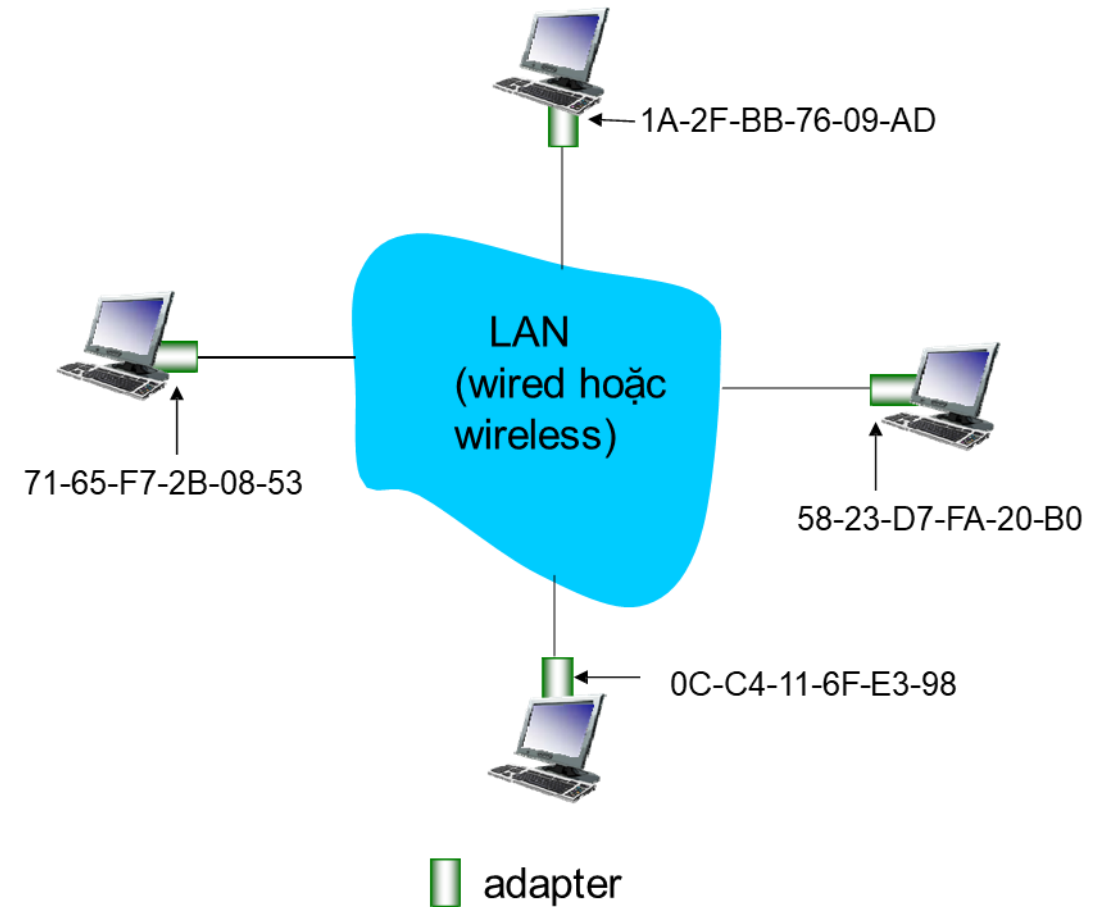 1A-2F-BB-76-09-AD
LAN
(wired hoặc
wireless)
71-65-F7-2B-08-53
58-23-D7-FA-20-B0
0C-C4-11-6F-E3-98
adapter